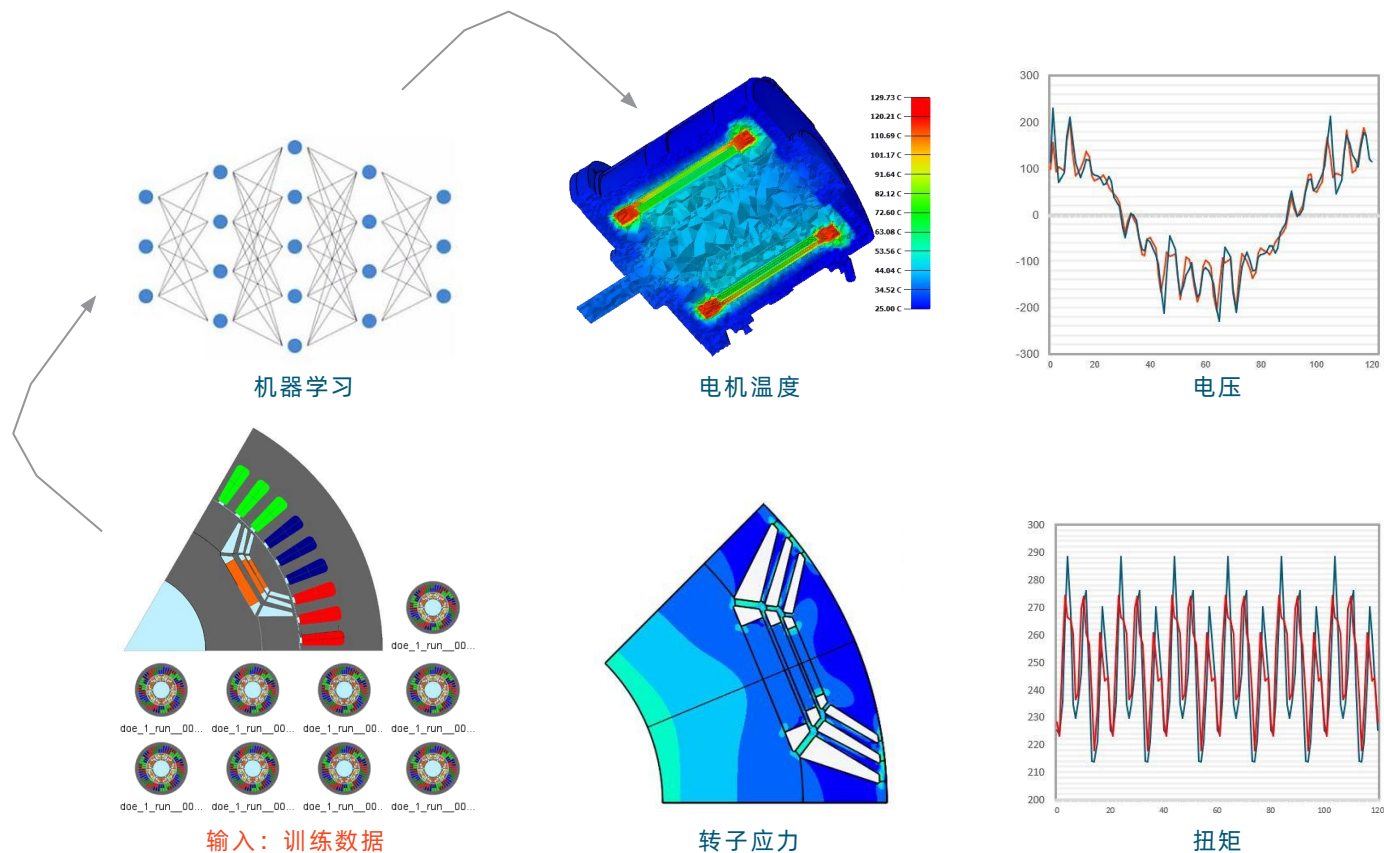 129.73 C
120.21 C
110.69 C
101.17 C
91.64 C
82.12 C
72.60 C
63.08 C
53.56 C
44.04 C
34.52 C
25.00 C
300
200
100
0
-100
-200
-300
0 20 40 60 80 100 120
机器学习
电机温度
电压
doe_1_run__00...
doe_1_run__00... doe_1_run__00... doe_1_run__00.. doe_1_run__00...
doe_1_run__00... doe_1_run__00... doe_1_run__00.. doe_1_run__00...
300
290
280
270
260
250
240
230
220
210
200
0 20 40 60 80 100 120
输入：训练数据
转子应力
扭矩